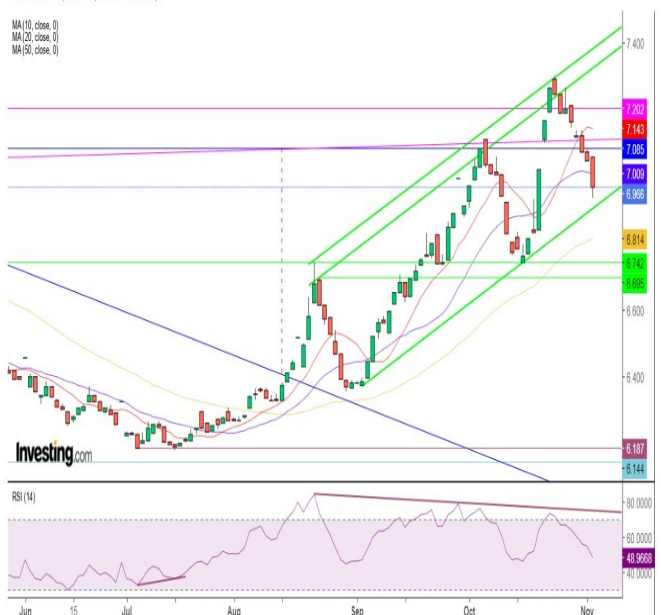 MA (10, close, 0)
MA (20, close, 0)
MA (50, close, 0)
7.400
7.202
7.143
7.085
7.009
6.966
6.814
6.742
6.695
6.600
6.400
6.187
6.144
Investing.com
RSI (14)
80.0000
60.0000
48.9668
40.0000
Jun 15 Jul Aug Sep Oct Nov